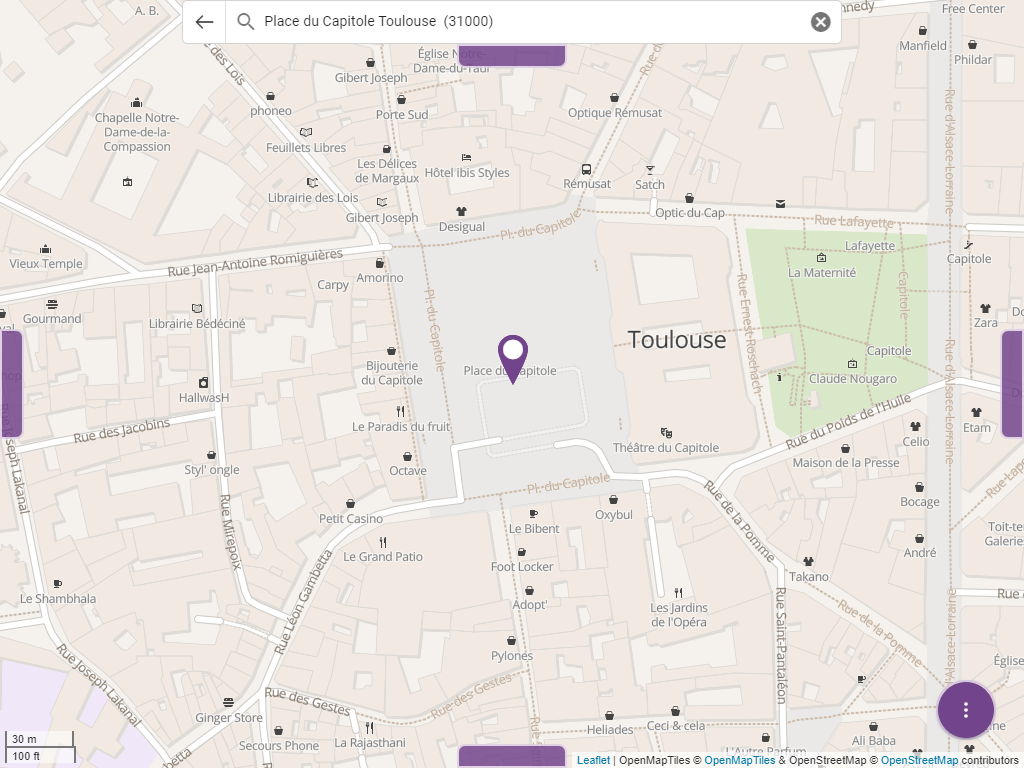 Place du Capitole Toulouse (31000)
A. B.
nnedy
Free Center
Manfield
Phildar
Rue des Lois
Gibert Joseph
Église Notre-
Dame-du-Taur
phoneo
Porte Sud
Optique Rémusat
Chapelle Notre-
Dame-de-la-
Compassion
Feuillets Libres
Les Délices
de Margaux
Hôtel ibis Styles
Rémusat
Satch
Rue d'Alsace-Lorraine
Librairie des Lois
Gibert Joseph
Desigual
Pl. du Capitole
Optic du Cap
Rue Lafayette
Lafayette
Capitole
Vieux Temple
Rue Jean-Antoine Romiguières
Amorino
Carpy
La Maternité
Capitole
Gourmand
Librairie Bédéciné
Pl. du Capitole
Rue Ernest-Roschach
Zara
Toulouse
Bijouterie
du Capitole
Place du Capitole
Capitole
Claude Nougaro
HallwasH
Le Paradis du fruit
Rue d'Alsace-Lorraine
Rue des Jacobins
Théâtre du Capitole
Rue du Poids de l'Huile
Celio
Etam
Styl' ongle
Octave
Maison de la Presse
Rue Joseph Lakanal
Rue Mirepoix
Pl. du Capitole
Rue de la Pomme
Bocage
Petit Casino
Le Bibent
Oxybul
Le Grand Patio
Foot Locker
André
Takano
Le Shambhala
Rue Léon Gambetta
Adopt'
Les Jardins
de l'Opéra
Rue Saint-Pantaléon
Rue de la Pomme
Pylones
Rue Joseph Lakanal
Rue des Gestes
Rue des Gestes
Ginger Store
Secours Phone
La Rajasthani
Heliades
Ceci & cela
Ali Baba
L'Autre Parfum
30 m
100 ft
Leaflet | OpenMapTiles © OpenMapTiles & OpenStreetMap © OpenStreetMap contributors